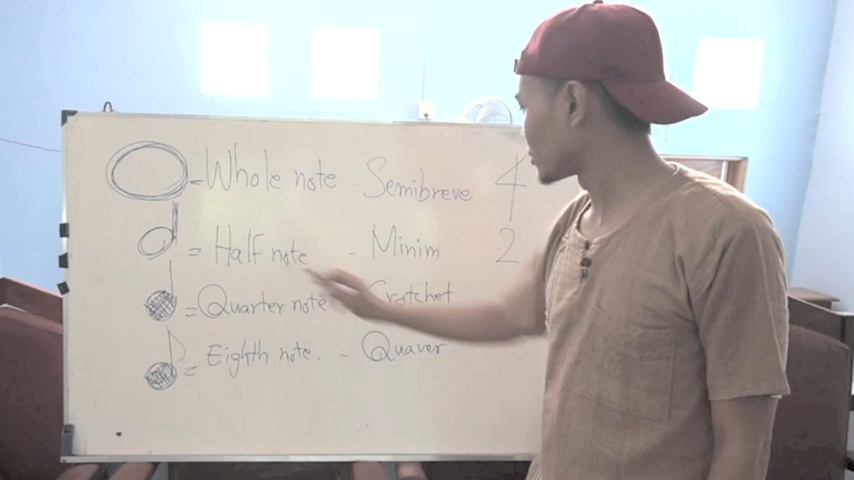 = Whole note - Semibreve 4
= Half note - Minim 2
= Quarter note Crotchet
= Eighth note. - Quaver